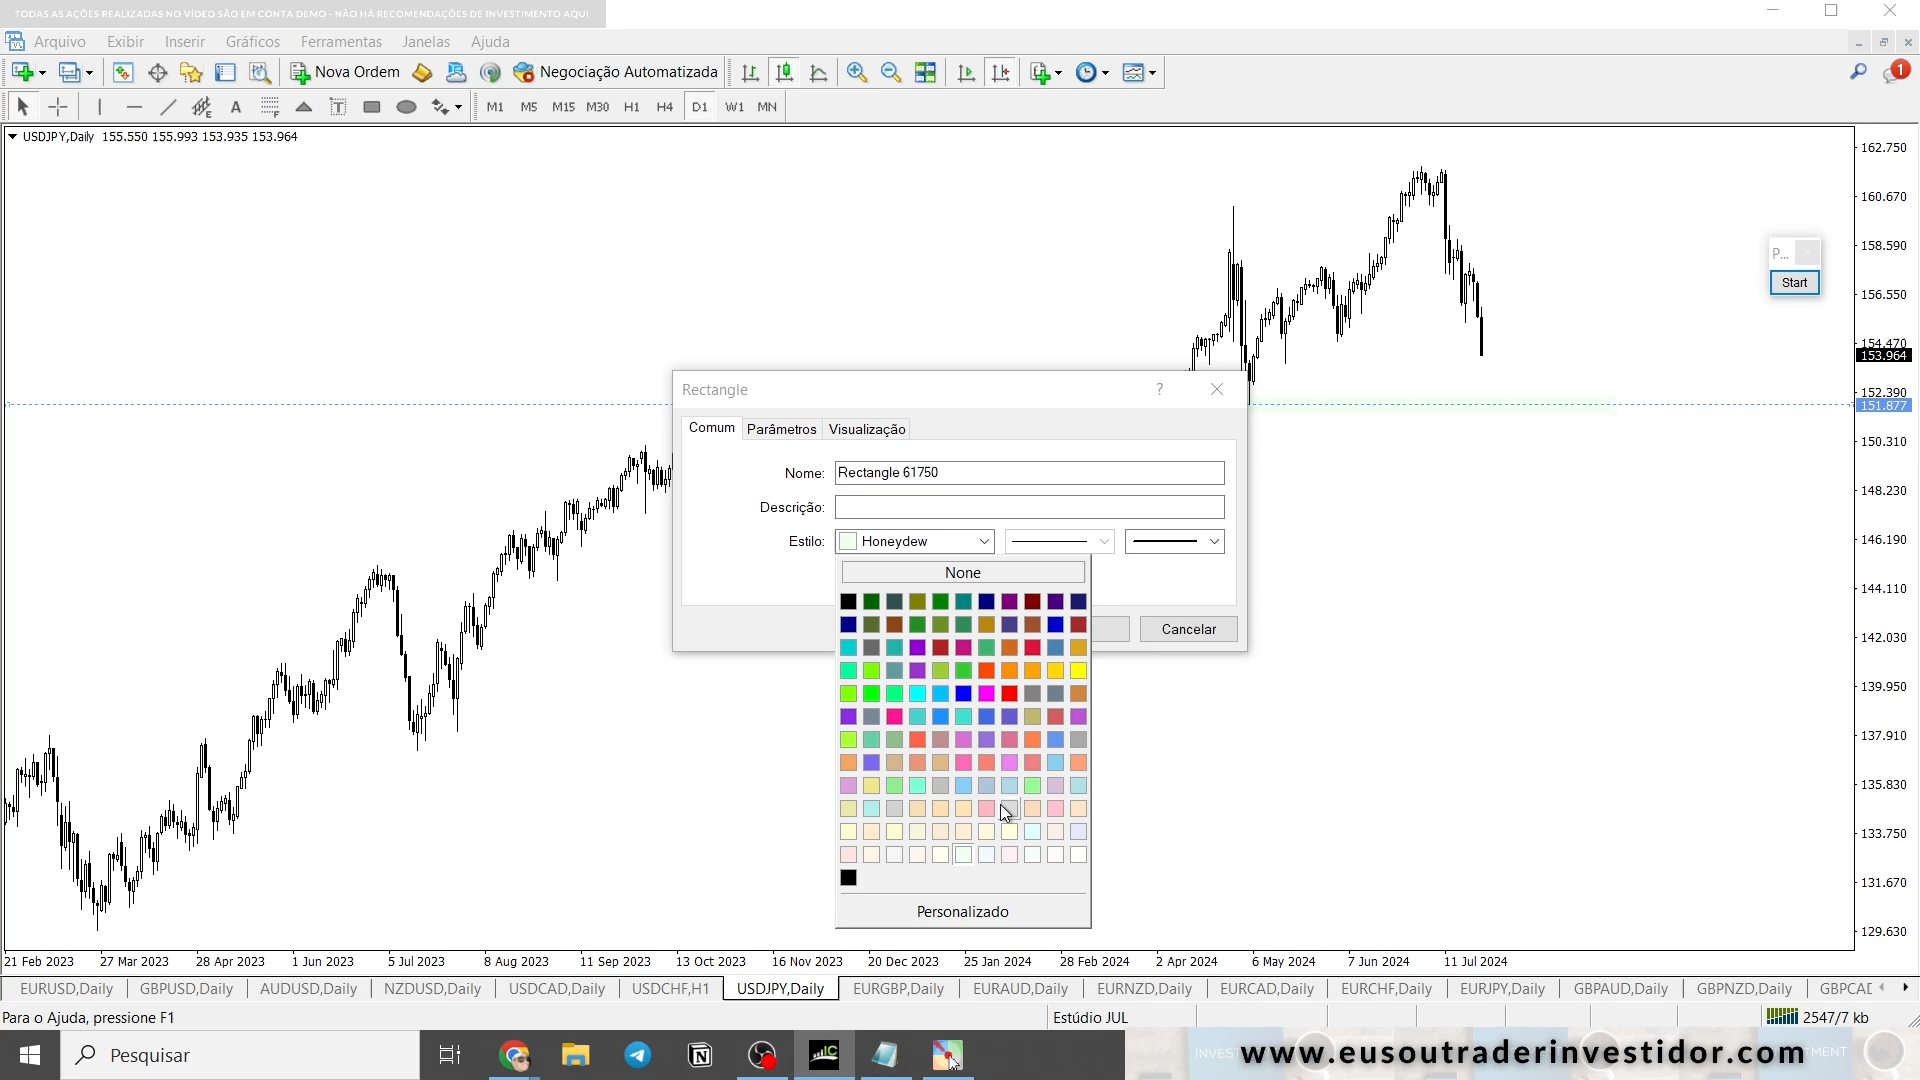 TODAS AS AÇÕES REALIZADAS NO VÍDEO SÃO EM CONTA DEMO - NÃO HÁ RECOMENDAÇÕES DE INVESTIMENTO AQUI
Arquivo Exibir Inserir Gráficos Ferramentas Janelas Ajuda
Nova Ordem Negociação Automatizada 1
A T F M1 M5 M15 M30 H1 H4 D1 W1 MN
USDJPY,Daily 155.550 155.993 153.935 153.964
162.750
160.670
158.590
P...
Start
156.550
154.470
153.964
152.390
151.877
150.310
148.230
146.190
144.110
142.030
139.950
137.910
135.830
133.750
131.670
129.630
Rectangle ?
Comum Parâmetros Visualização
Nome: Rectangle 61750
Descrição:
Estilo: Honeydew
None
Cancelar
Personalizado
21 Feb 2023 27 Mar 2023 28 Apr 2023 1 Jun 2023 5 Jul 2023 8 Aug 2023 11 Sep 2023 13 Oct 2023 16 Nov 2023 20 Dec 2023 25 Jan 2024 28 Feb 2024 2 Apr 2024 6 May 2024 7 Jun 2024 11 Jul 2024
EURUSD,Daily GBPUSD,Daily AUDUSD,Daily NZDUSD,Daily USDCAD,Daily USDCHF,H1 USDJPY,Daily EURGBP,Daily EURAUD,Daily EURNZD,Daily EURCAD,Daily EURCHF,Daily EURJPY,Daily GBPAUD,Daily GBPNZD,Daily GBPCAD
Para o Ajuda, pressione F1 Estúdio JUL 2547/7 kb
Pesquisar IC www.eusoutraderinvestidor.com